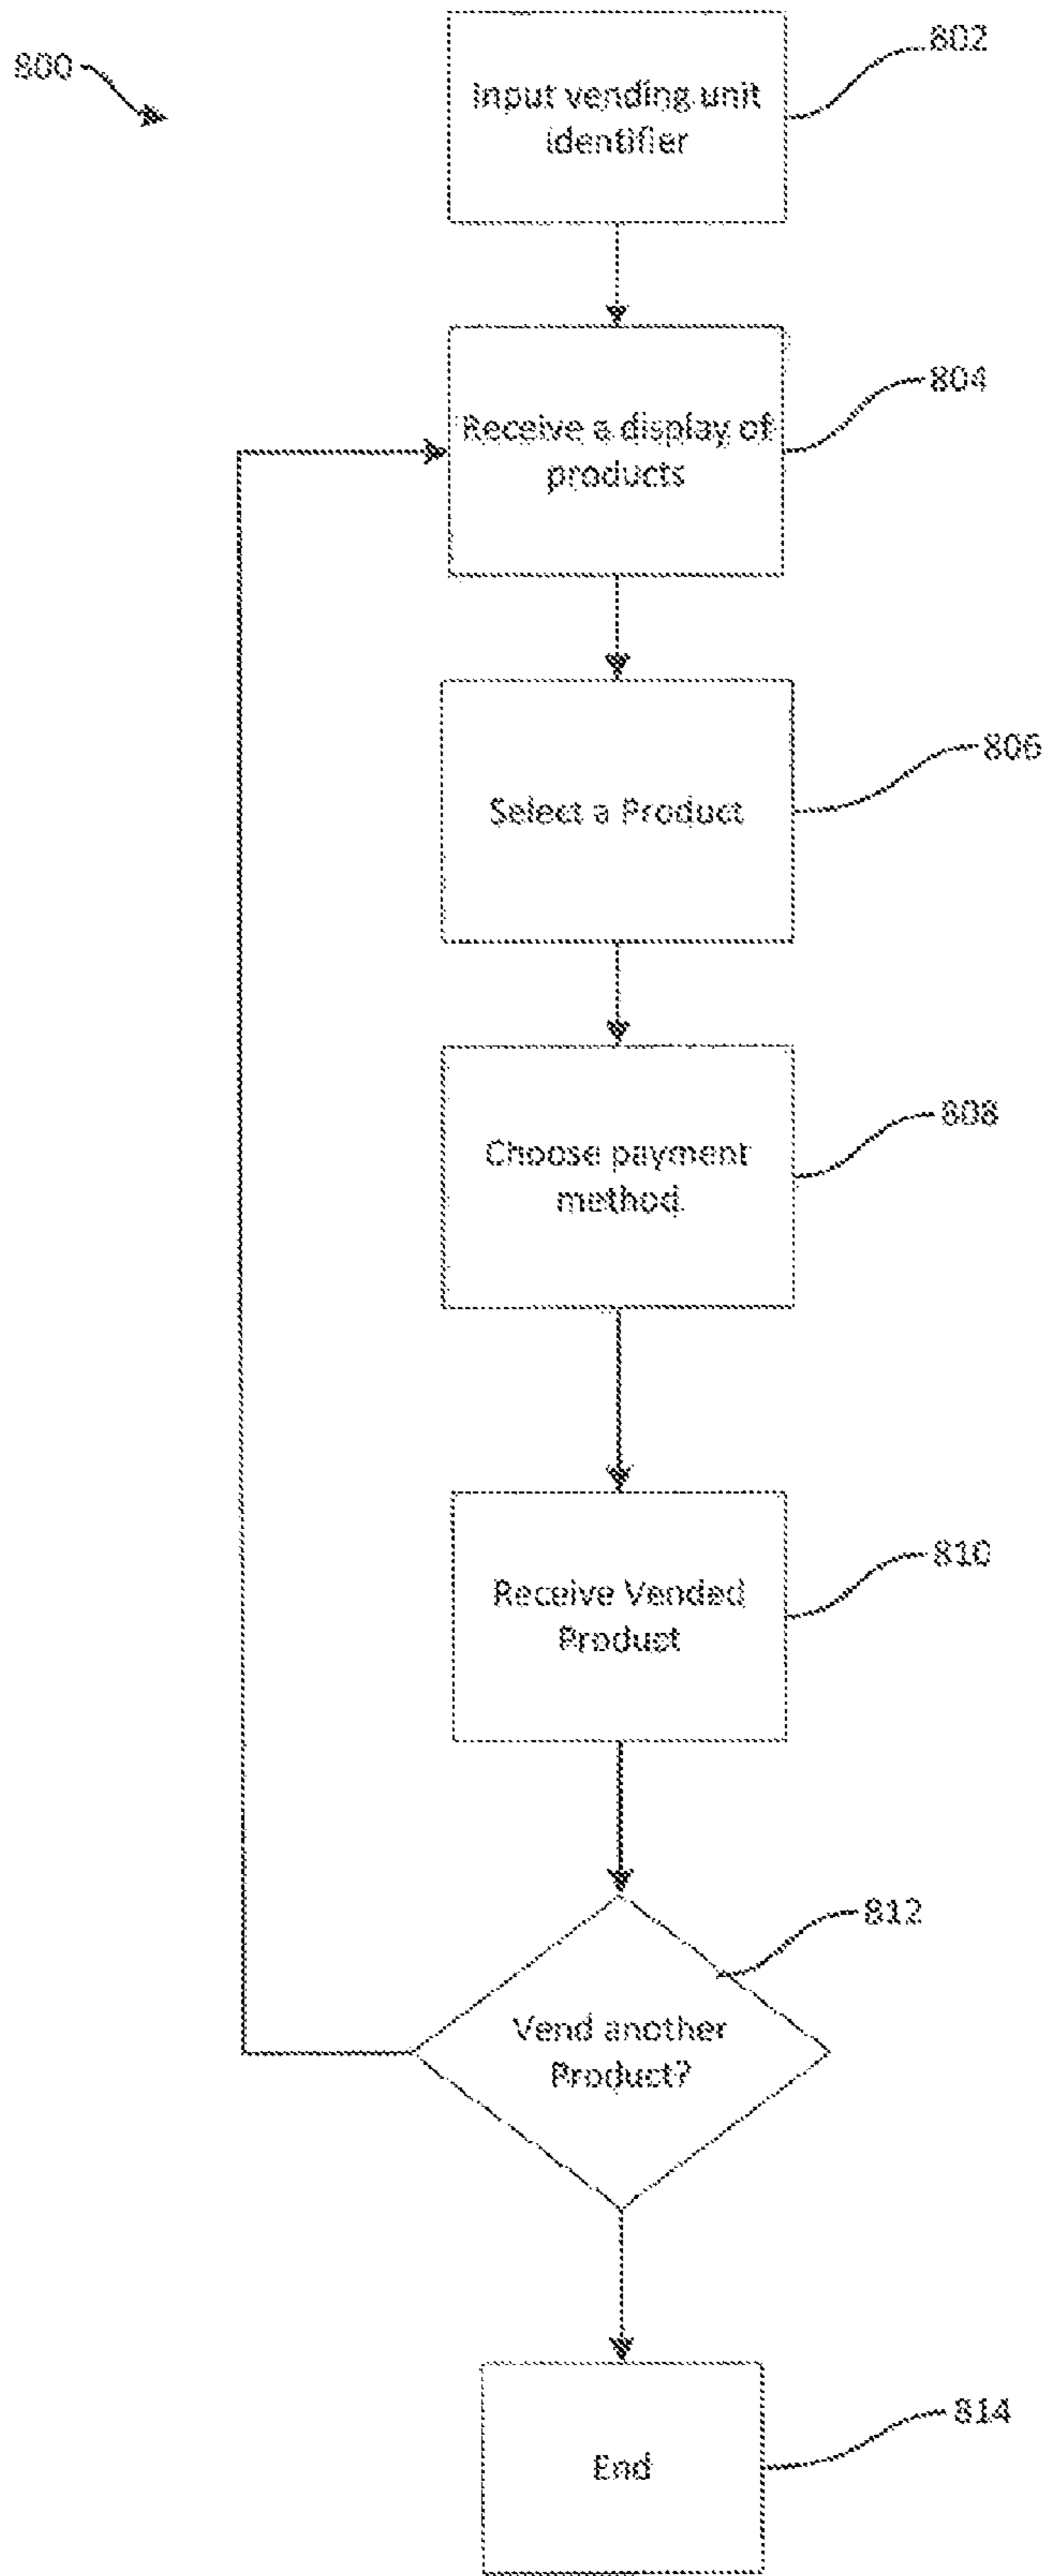 800
802
Input vending unit
identifier
804
Receive a display of
products
806
Select a Product
808
Choose payment
method.
810
Receive Vended
Product
812
Vend another
Product?
814
End